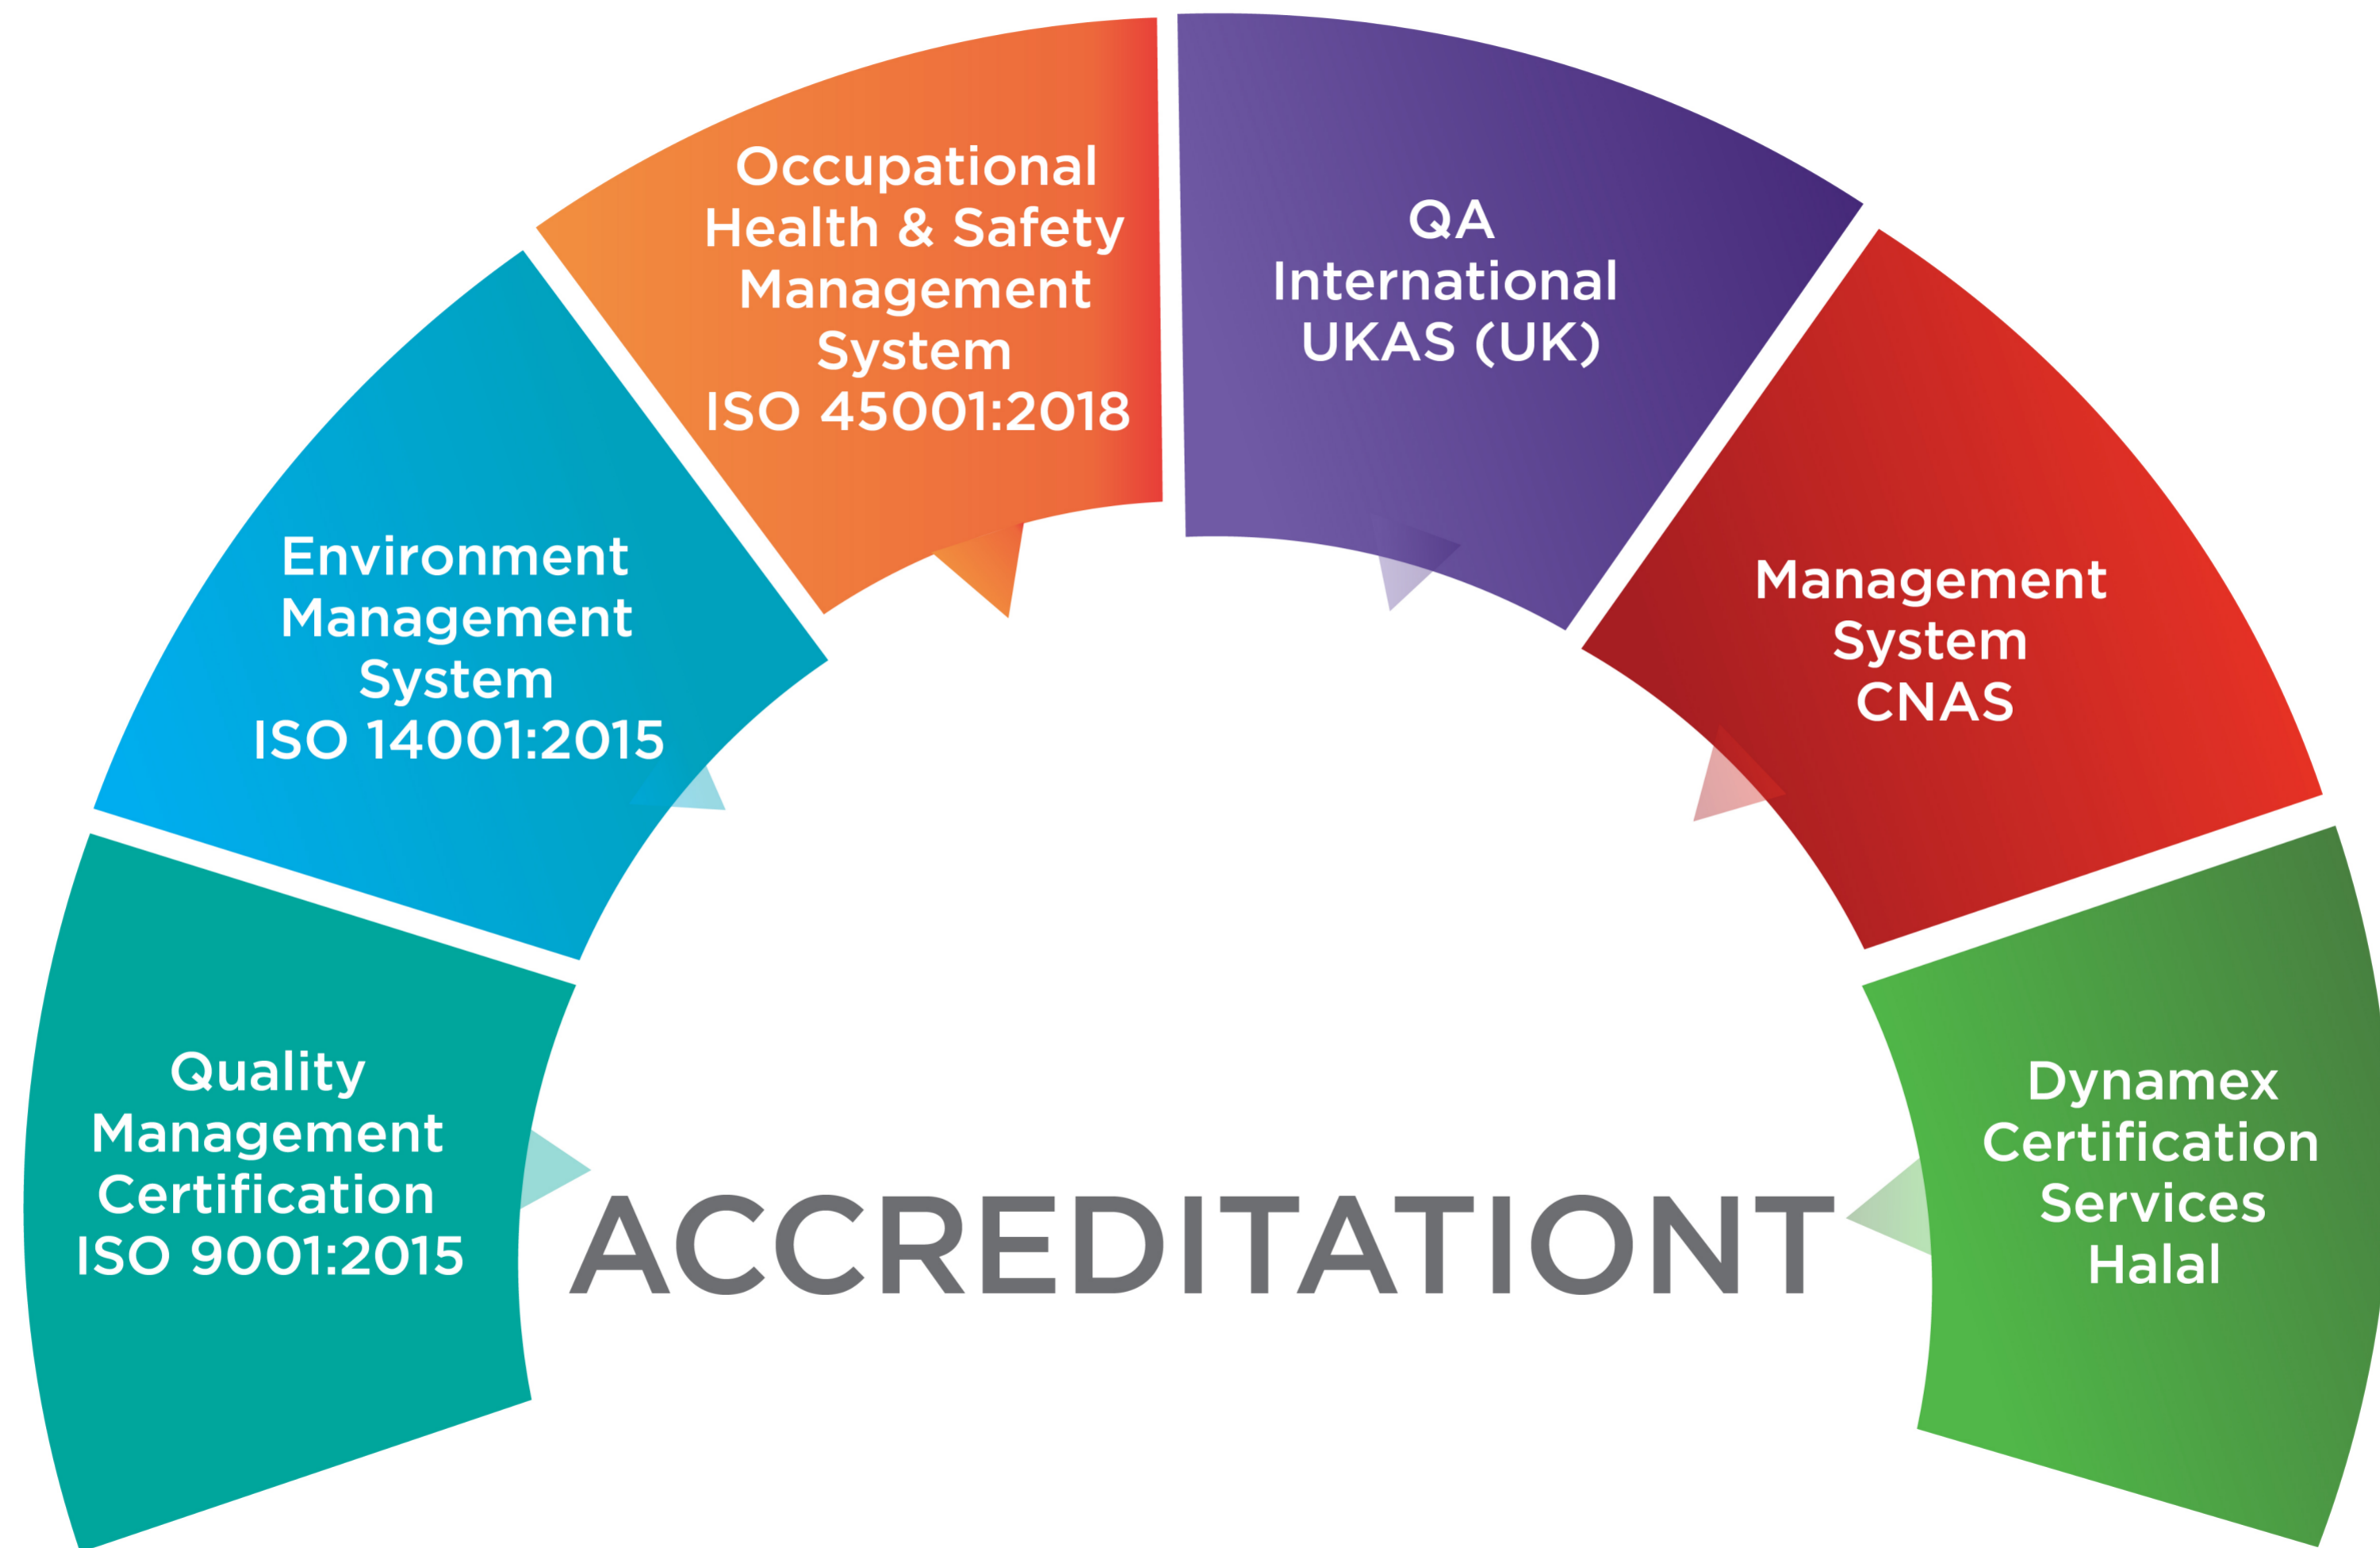 Occupational
Health & Safety
Management
System
ISO 45001:2018
QA
International
UKAS (UK)
Environment
Management
System
ISO 14001:2015
Management
System
CNAS
Quality
Management
Certification
ISO 9001:2015
Dynamex
Certification
Services
Halal
ACCREDITATIONT